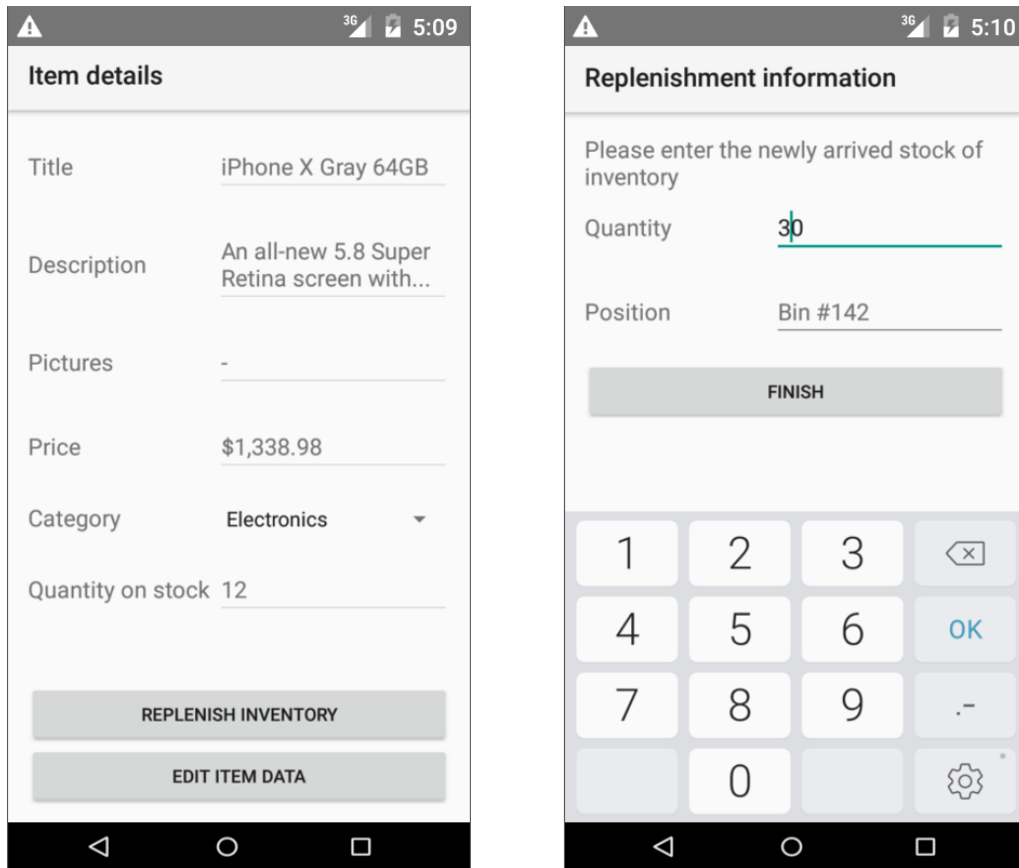 3G 5:09
Item details
Title iPhone X Gray 64GB
Description An all-new 5.8 Super
Retina screen with...
Pictures -
Price $1,338.98
Category Electronics
Quantity on stock 12
REPLENISH INVENTORY
EDIT ITEM DATA
3G 5:10
Replenishment information
Please enter the newly arrived stock of
inventory
Quantity 30
Position Bin #142
FINISH
1 2 3
4 5 6 OK
7 8 9 .-
0